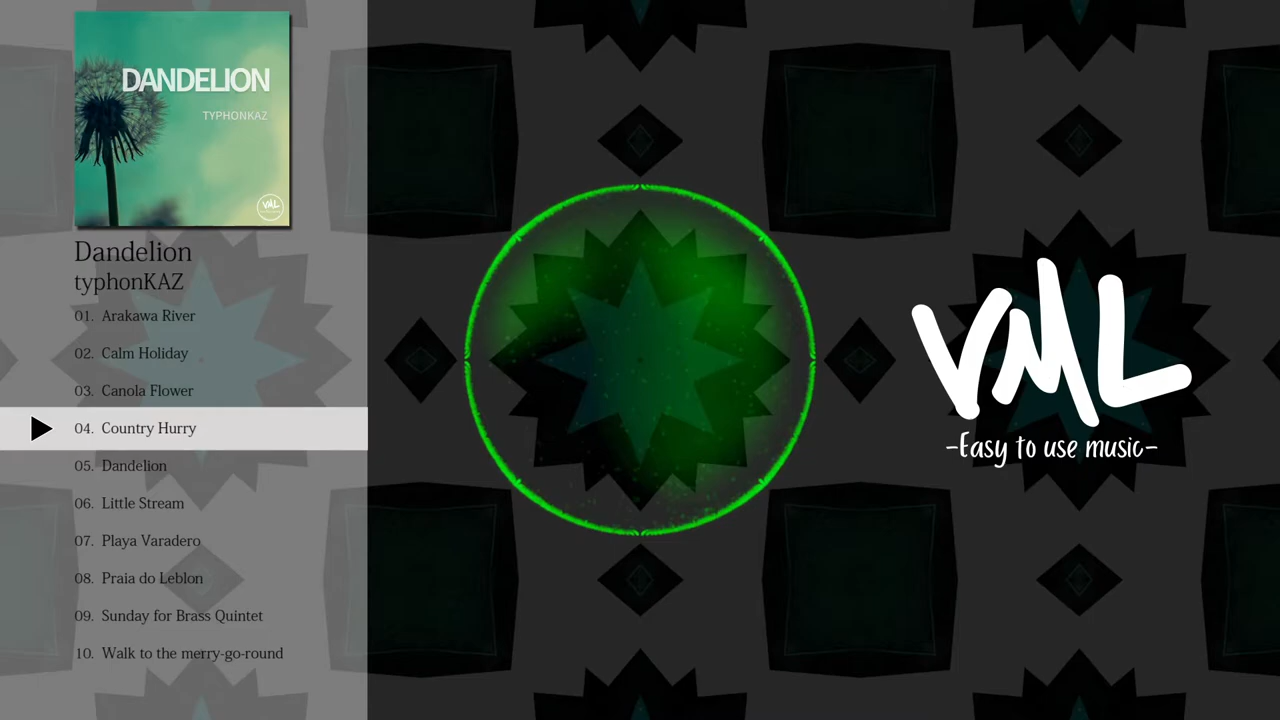 DANDELION
TYPHONKAZ
VML
Dandelion
typhonKAZ
01. Arakawa River
02. Calm Holiday
03. Canola Flower
04. Country Hurry
05. Dandelion
06. Little Stream
07. Playa Varadero
08. Praia do Leblon
09. Sunday for Brass Quintet
10. Walk to the merry-go-round
VML
-Easy to use music-